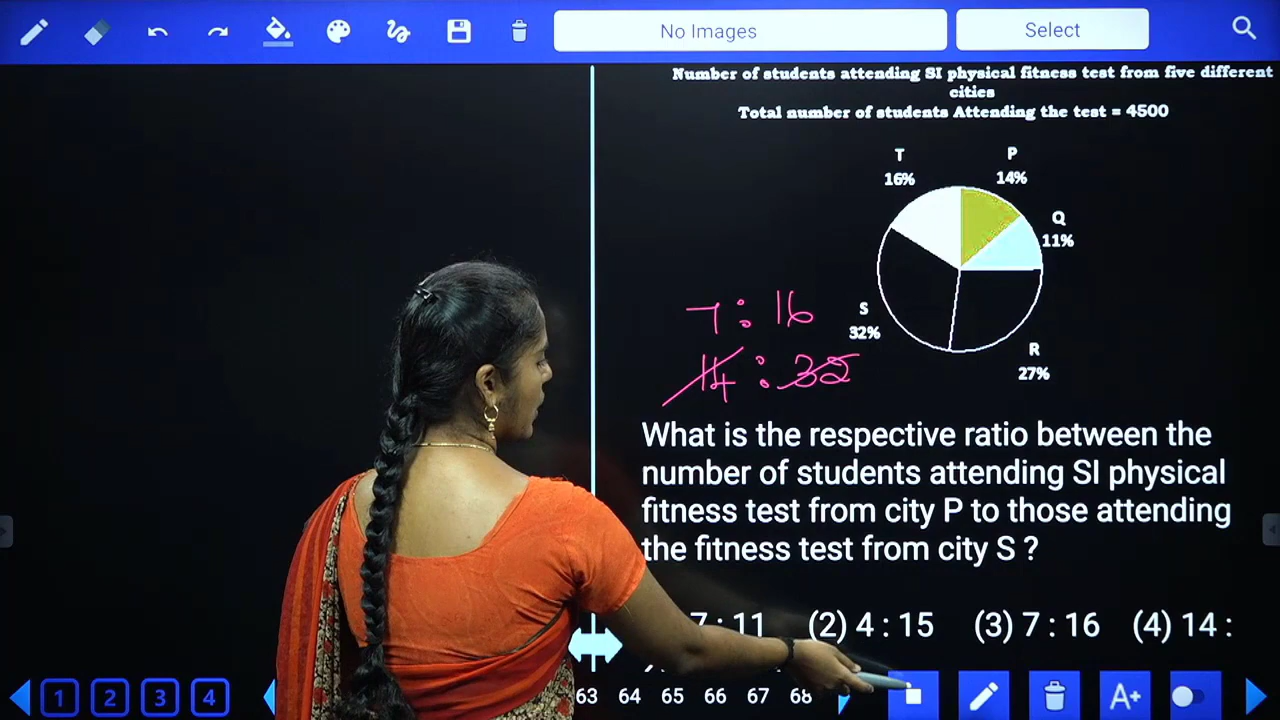 No Images
Select
Number of students attending SI physical fitness test from five different
cities
Total number of students Attending the test = 4500
T
16%
P
14%
Q
11%
S
32%
R
27%
7 : 16
14 : 32
What is the respective ratio between the
number of students attending SI physical
fitness test from city P to those attending
the fitness test from city S ?
7 : 11 (2) 4 : 15 (3) 7 : 16 (4) 14 :
1 2 3 4
63 64 65 66 67 68
A+